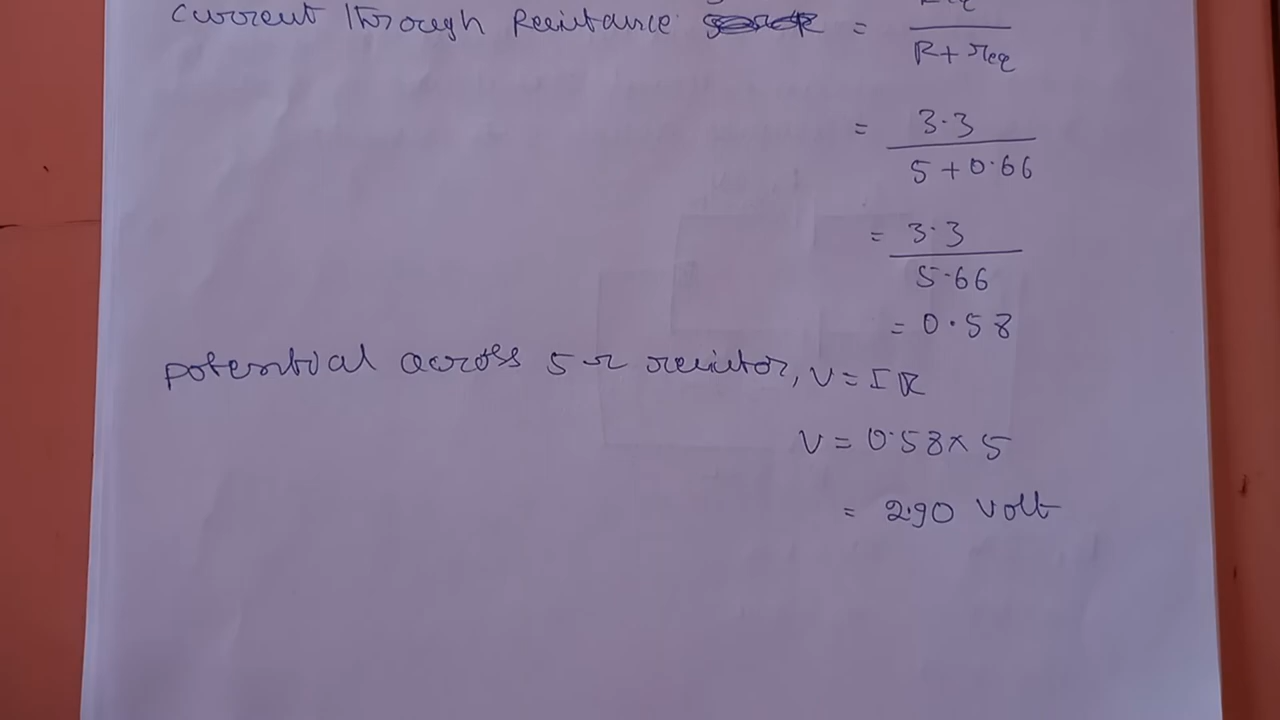 current through Resistance =
R + req
= 3.3
5 + 0.66
= 3.3
5.66
= 0.58
potential across 5 Ω resistor, V = IR
V = 0.58 × 5
= 2.90 volt